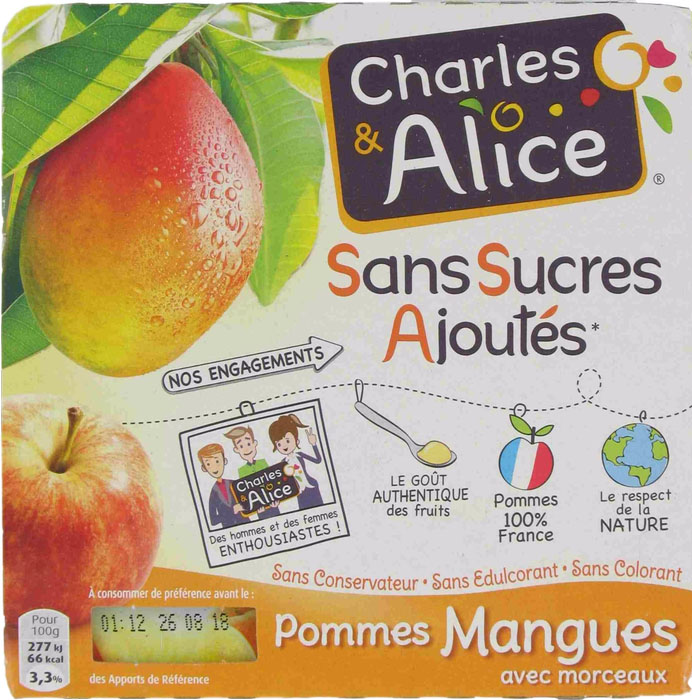 Charles
& Alice
®
Sans Sucres
Ajoutés*
NOS ENGAGEMENTS
Charles
& Alice
Des hommes et des femmes
ENTHOUSIASTES !
LE GOÛT
AUTHENTIQUE
des fruits
Pommes
100%
France
Le respect
de la
NATURE
Sans Conservateur • Sans Edulcorant • Sans Colorant
À consommer de préférence avant le :
01:12 26 08 18
Pour
100g
277 kJ
66 kcal
3,3%
des Apports de Référence
Pommes Mangues
avec morceaux